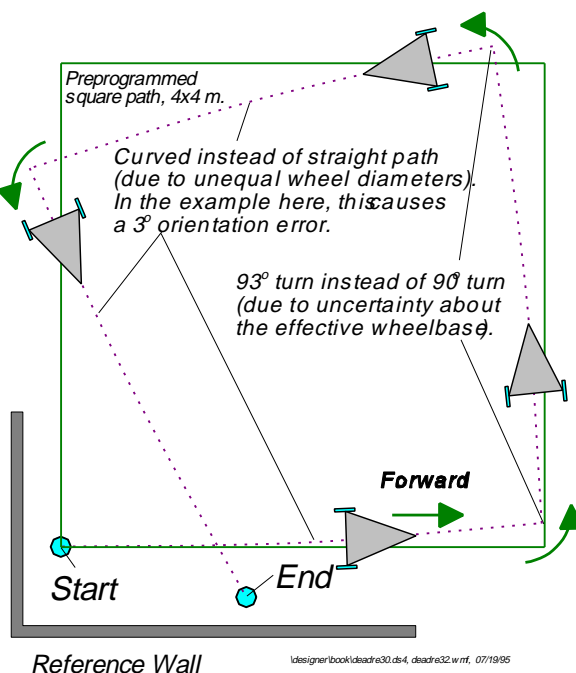 Preprogrammed
square path, 4x4 m.
Curved instead of straight path
(due to unequal wheel diameters).
In the example here, this causes
a 3° orientation error.
93° turn instead of 90° turn
(due to uncertainty about
the effective wheelbase).
Forward
Start
End
Reference Wall
\designer\book\deadre30.ds4, deadre32.wmf, 07/19/95